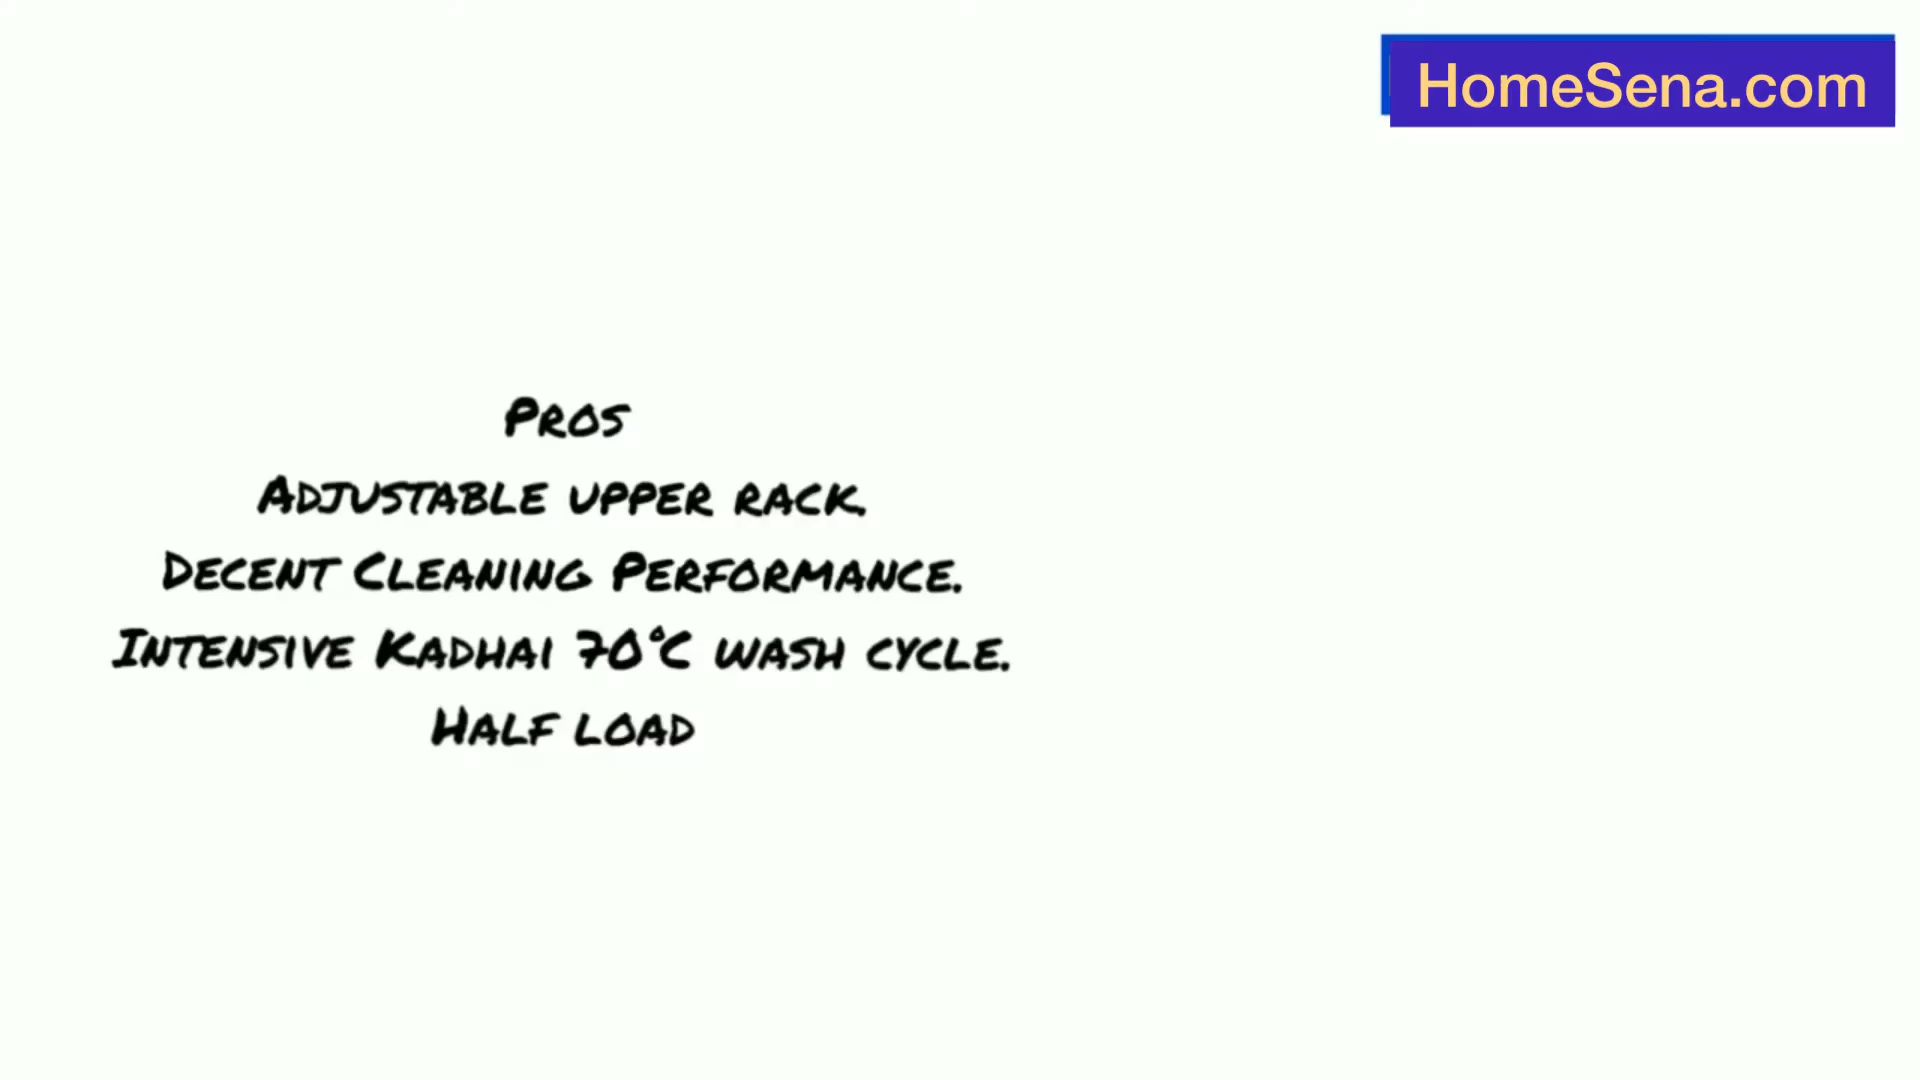 HomeSena.com
Pros
Adjustable upper rack.
Decent Cleaning Performance.
Intensive Kadhai 70°C wash cycle.
Half load